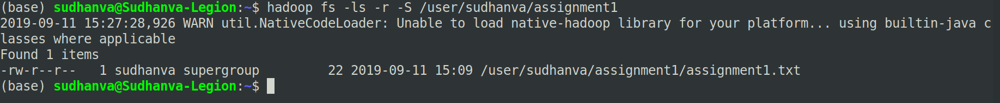 (base) sudhanva@Sudhanva-Legion:~$ hadoop fs -ls -r -S /user/sudhanva/assignment1
2019-09-11 15:27:28,926 WARN util.NativeCodeLoader: Unable to load native-hadoop library for your platform... using builtin-java c
lasses where applicable
Found 1 items
-rw-r--r--   1 sudhanva supergroup         22 2019-09-11 15:09 /user/sudhanva/assignment1/assignment1.txt
(base) sudhanva@Sudhanva-Legion:~$